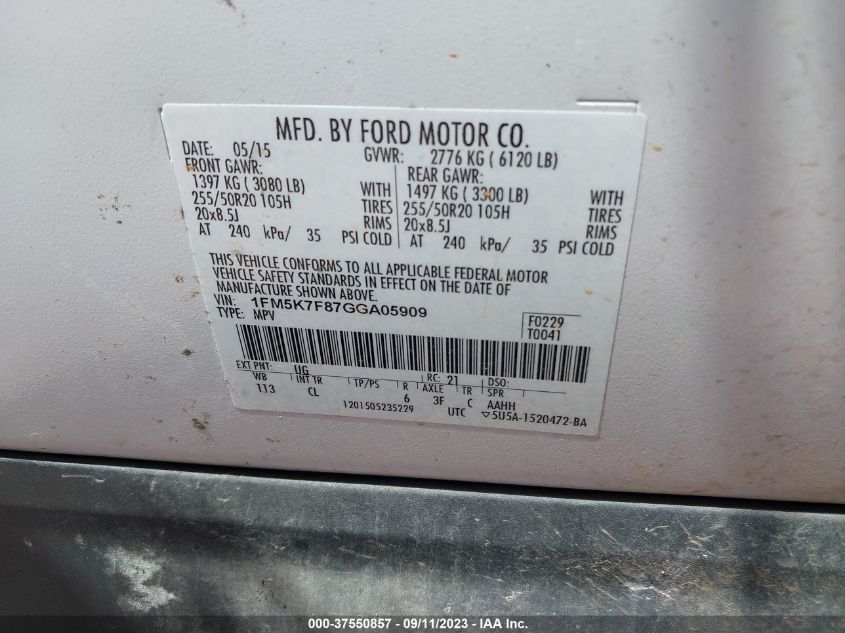 MFD. BY FORD MOTOR CO.
DATE: 05/15 GVWR: 2776 KG ( 6120 LB)
FRONT GAWR: REAR GAWR:
1397 KG ( 3080 LB) WITH 1497 KG ( 3300 LB) WITH
255/50R20 105H TIRES 255/50R20 105H TIRES
20x8.5J RIMS 20x8.5J RIMS
AT 240 kPa/ 35 PSI COLD AT 240 kPa/ 35 PSI COLD
THIS VEHICLE CONFORMS TO ALL APPLICABLE FEDERAL MOTOR
VEHICLE SAFETY STANDARDS IN EFFECT ON THE DATE OF
MANUFACTURE SHOWN ABOVE.
VIN: 1FM5K7F87GGA05909
TYPE: MPV
F0229
T0041
EXT PNT: UG RC: 21 DSO:
WB INT TR TP/PS R AXLE TR SPR
113 CL 6 3F C AAHH
1201505235229 UTC ▽5U5A-1520472-BA
000-37550857 - 09/11/2023 - IAA Inc.